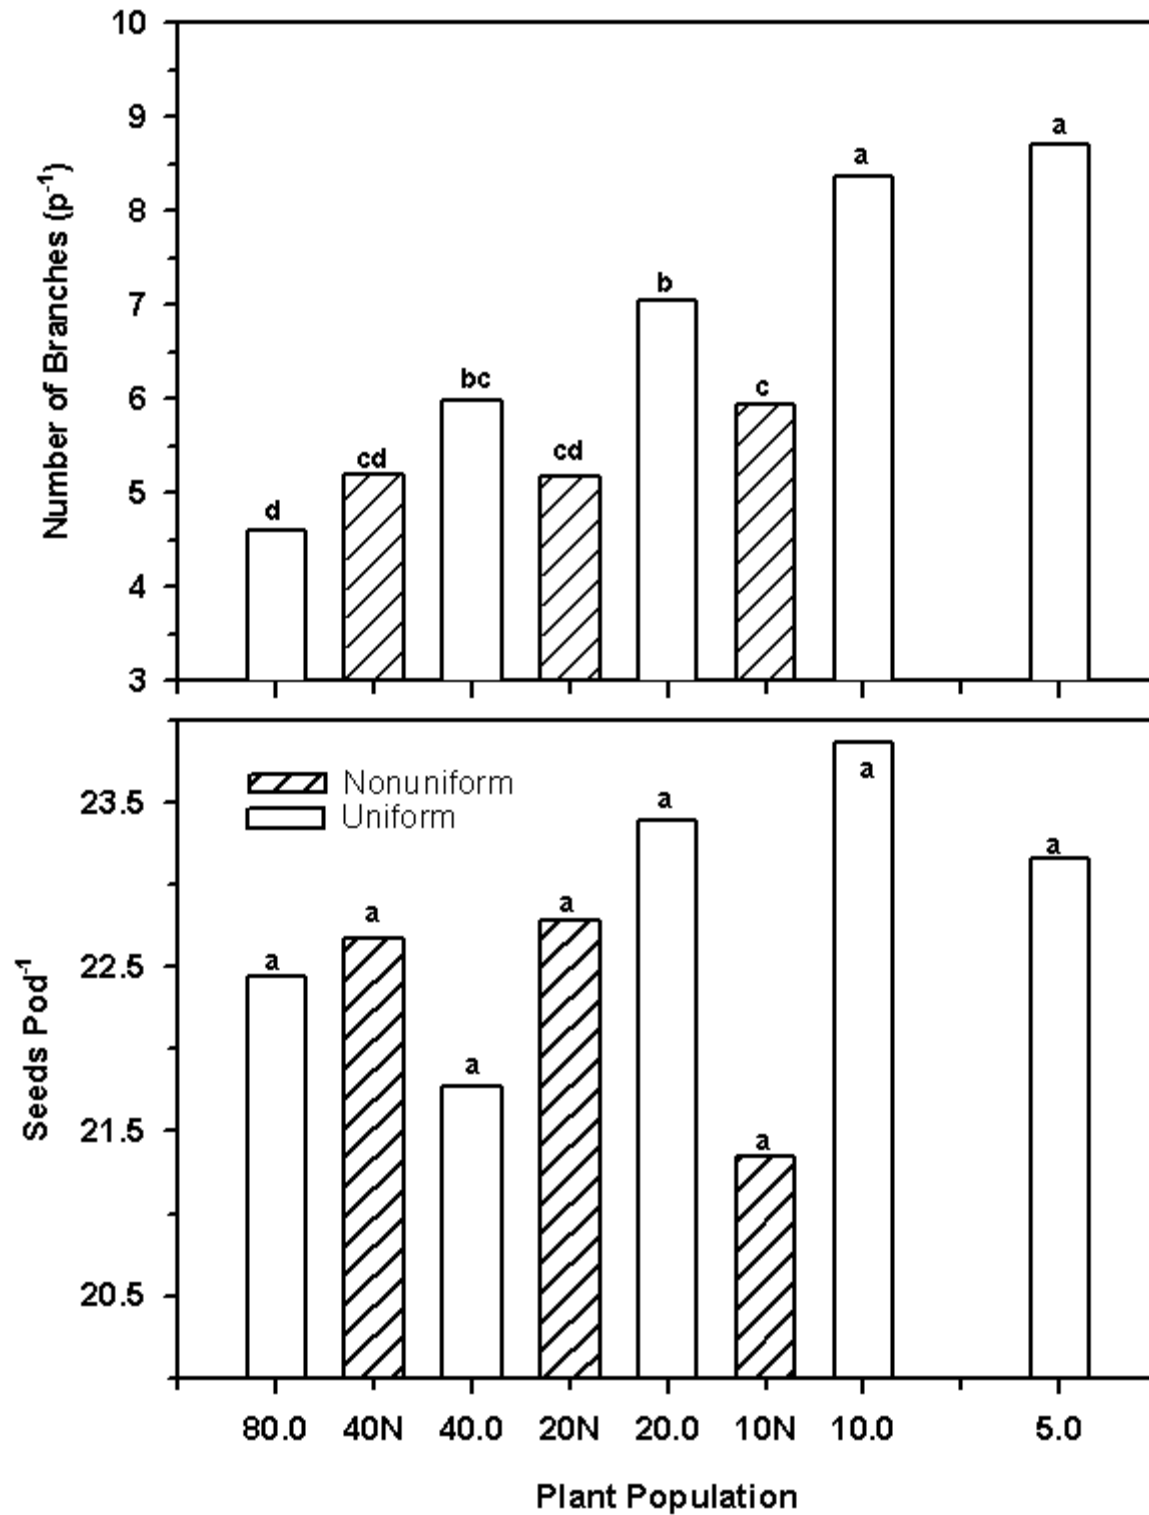 10
9
8
7
6
5
4
3
Number of Branches (p⁻¹)
d
cd
bc
cd
b
c
a
a
23.5
22.5
21.5
20.5
Seeds Pod⁻¹
Nonuniform
Uniform
a
a
a
a
a
a
a
a
80.0 40N 40.0 20N 20.0 10N 10.0 5.0
Plant Population